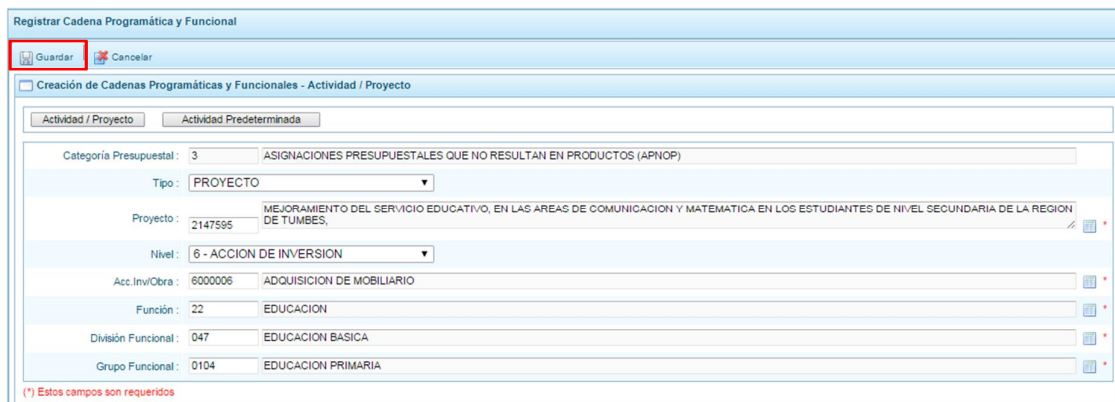 Registrar Cadena Programática y Funcional
Guardar Cancelar
Creación de Cadenas Programáticas y Funcionales - Actividad / Proyecto
Actividad / Proyecto Actividad Predeterminada
Categoría Presupuestal : 3 ASIGNACIONES PRESUPUESTALES QUE NO RESULTAN EN PRODUCTOS (APNOP)
Tipo : PROYECTO
Proyecto : 2147595 MEJORAMIENTO DEL SERVICIO EDUCATIVO, EN LAS AREAS DE COMUNICACION Y MATEMATICA EN LOS ESTUDIANTES DE NIVEL SECUNDARIA DE LA REGION
DE TUMBES, *
Nivel : 6 - ACCION DE INVERSION
Acc.Inv/Obra : 6000006 ADQUISICION DE MOBILIARIO *
Función : 22 EDUCACION *
División Funcional : 047 EDUCACION BASICA *
Grupo Funcional : 0104 EDUCACION PRIMARIA *
(*) Estos campos son requeridos